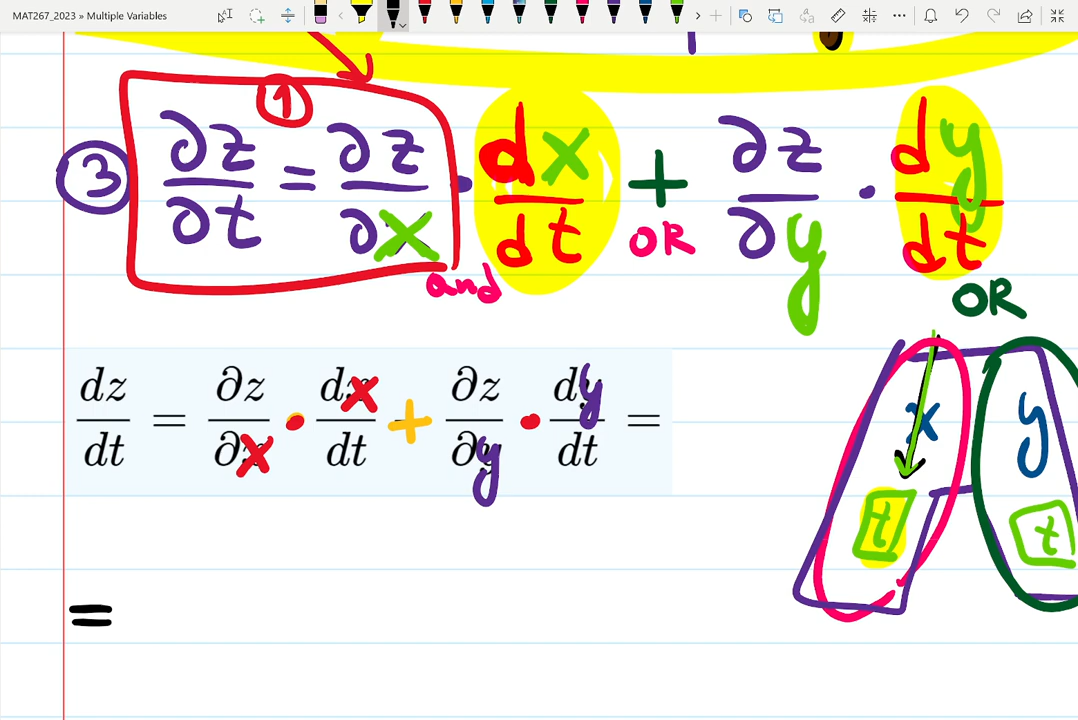 MAT267_2023 » Multiple Variables
①
③ ∂z/∂t = ∂z/∂x · dx/dt + ∂z/∂y · dy/dt
and OR OR
dz/dt = ∂z/∂x · dx/dt + ∂z/∂y · dy/dt =
x y
t t
=